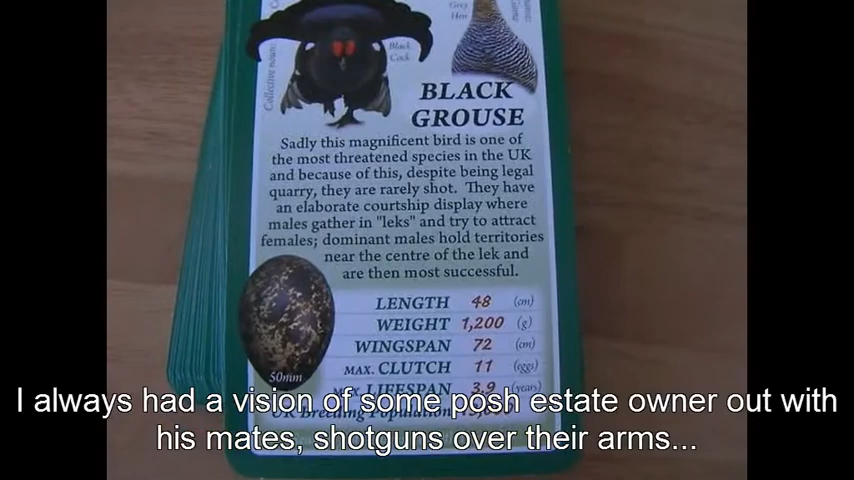 Grey
Hen
Black
Cock
Collective noun:
BLACK
GROUSE
Sadly this magnificent bird is one of
the most threatened species in the UK
and because of this, despite being legal
quarry, they are rarely shot. They have
an elaborate courtship display where
males gather in "leks" and try to attract
females; dominant males hold territories
near the centre of the lek and
are then most successful.
LENGTH 48 (cm)
WEIGHT 1,200 (g)
WINGSPAN 72 (cm)
MAX. CLUTCH 11 (eggs)
50mm
MAX. LIFESPAN 3.9 (years)
UK Breeding Population
I always had a vision of some posh estate owner out with
his mates, shotguns over their arms...